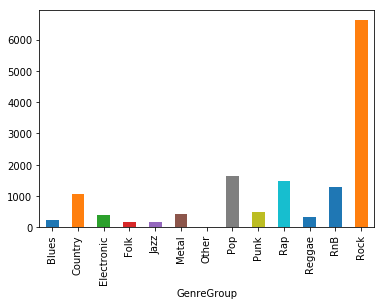 6000
5000
4000
3000
2000
1000
0
Blues
Country
Electronic
Folk
Jazz
Metal
Other
Pop
Punk
Rap
Reggae
RnB
Rock
GenreGroup